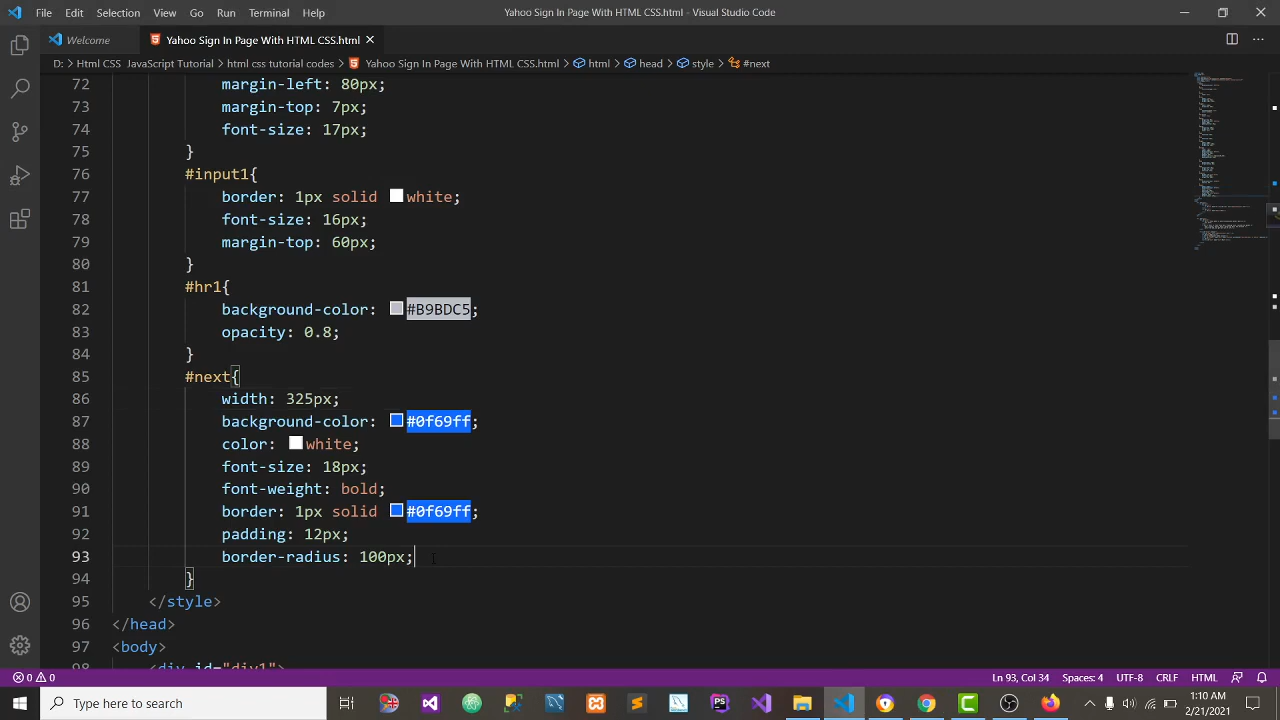 File Edit Selection View Go Run Terminal Help
Yahoo Sign In Page With HTML CSS.html - Visual Studio Code
Welcome
Yahoo Sign In Page With HTML CSS.html
D: > Html CSS JavaScript Tutorial > html css tutorial codes > Yahoo Sign In Page With HTML CSS.html > html > head > style > #next
72 margin-left: 80px;
73 margin-top: 7px;
74 font-size: 17px;
75 }
76 #input1{
77 border: 1px solid white;
78 font-size: 16px;
79 margin-top: 60px;
80 }
81 #hr1{
82 background-color: #B9BDC5;
83 opacity: 0.8;
84 }
85 #next{
86 width: 325px;
87 background-color: #0f69ff;
88 color: white;
89 font-size: 18px;
90 font-weight: bold;
91 border: 1px solid #0f69ff;
92 padding: 12px;
93 border-radius: 100px;
94 }
95 </style>
96 </head>
97 <body>
98 <div id="div1">
0 0
Ln 93, Col 34 Spaces: 4 UTF-8 CRLF HTML
Type here to search
PS
1:10 AM
2/21/2021